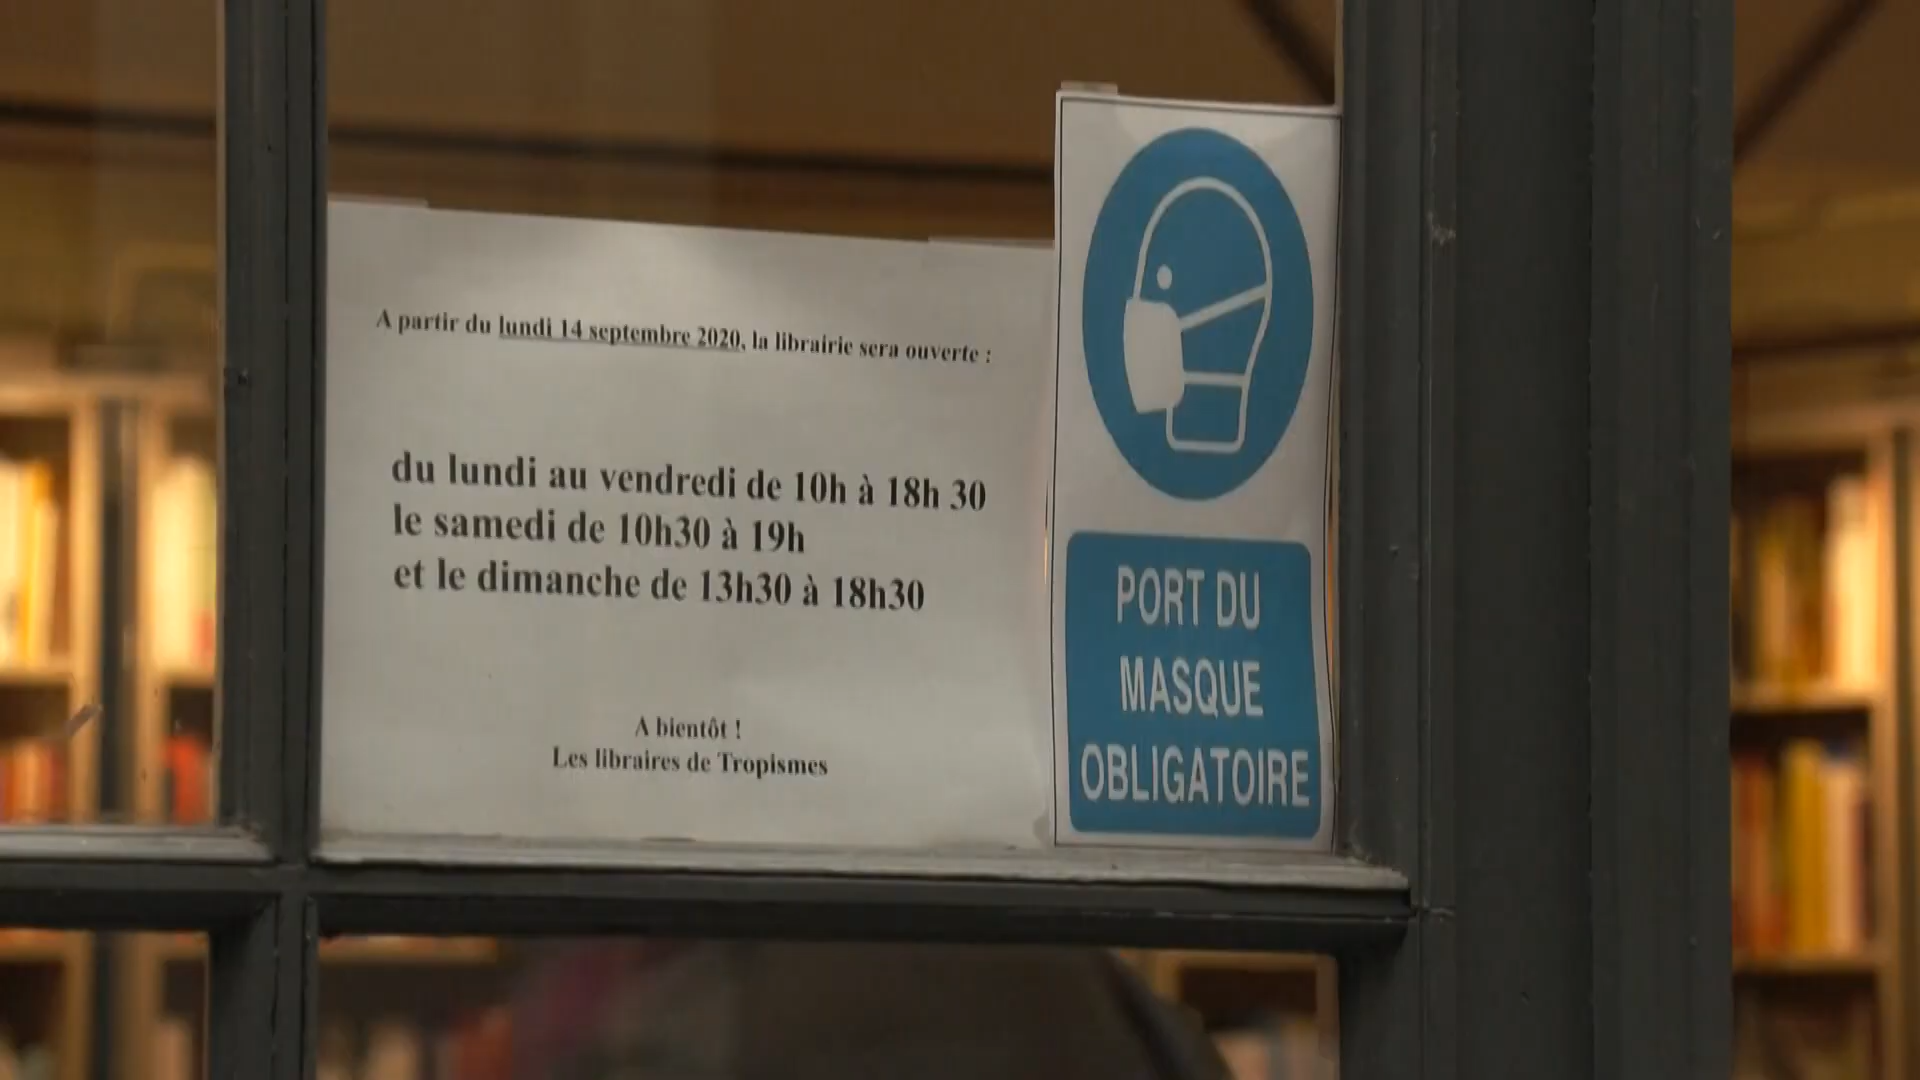 A partir du lundi 14 septembre 2020, la librairie sera ouverte :
du lundi au vendredi de 10h à 18h 30
le samedi de 10h30 à 19h
et le dimanche de 13h30 à 18h30
A bientôt !
Les libraires de Tropismes
PORT DU
MASQUE
OBLIGATOIRE